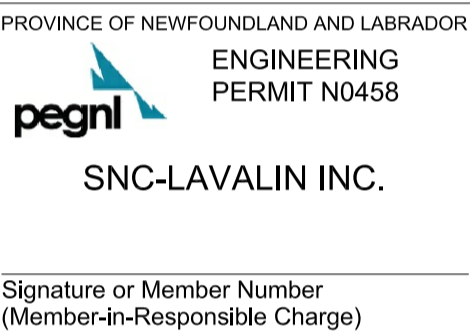 PROVINCE OF NEWFOUNDLAND AND LABRADOR
ENGINEERING
PERMIT N0458
pegnl
SNC-LAVALIN INC.
Signature or Member Number
(Member-in-Responsible Charge)